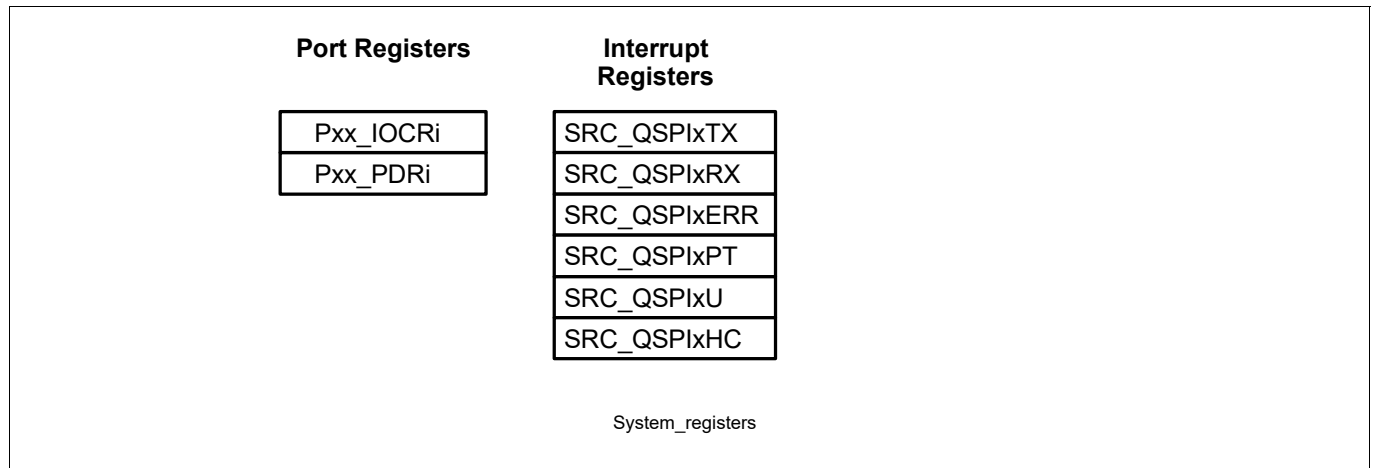 Port Registers
Pxx_IOCRi
Pxx_PDRi
Interrupt
Registers
SRC_QSPIxTX
SRC_QSPIxRX
SRC_QSPIxERR
SRC_QSPIxPT
SRC_QSPIxU
SRC_QSPIxHC
System_registers